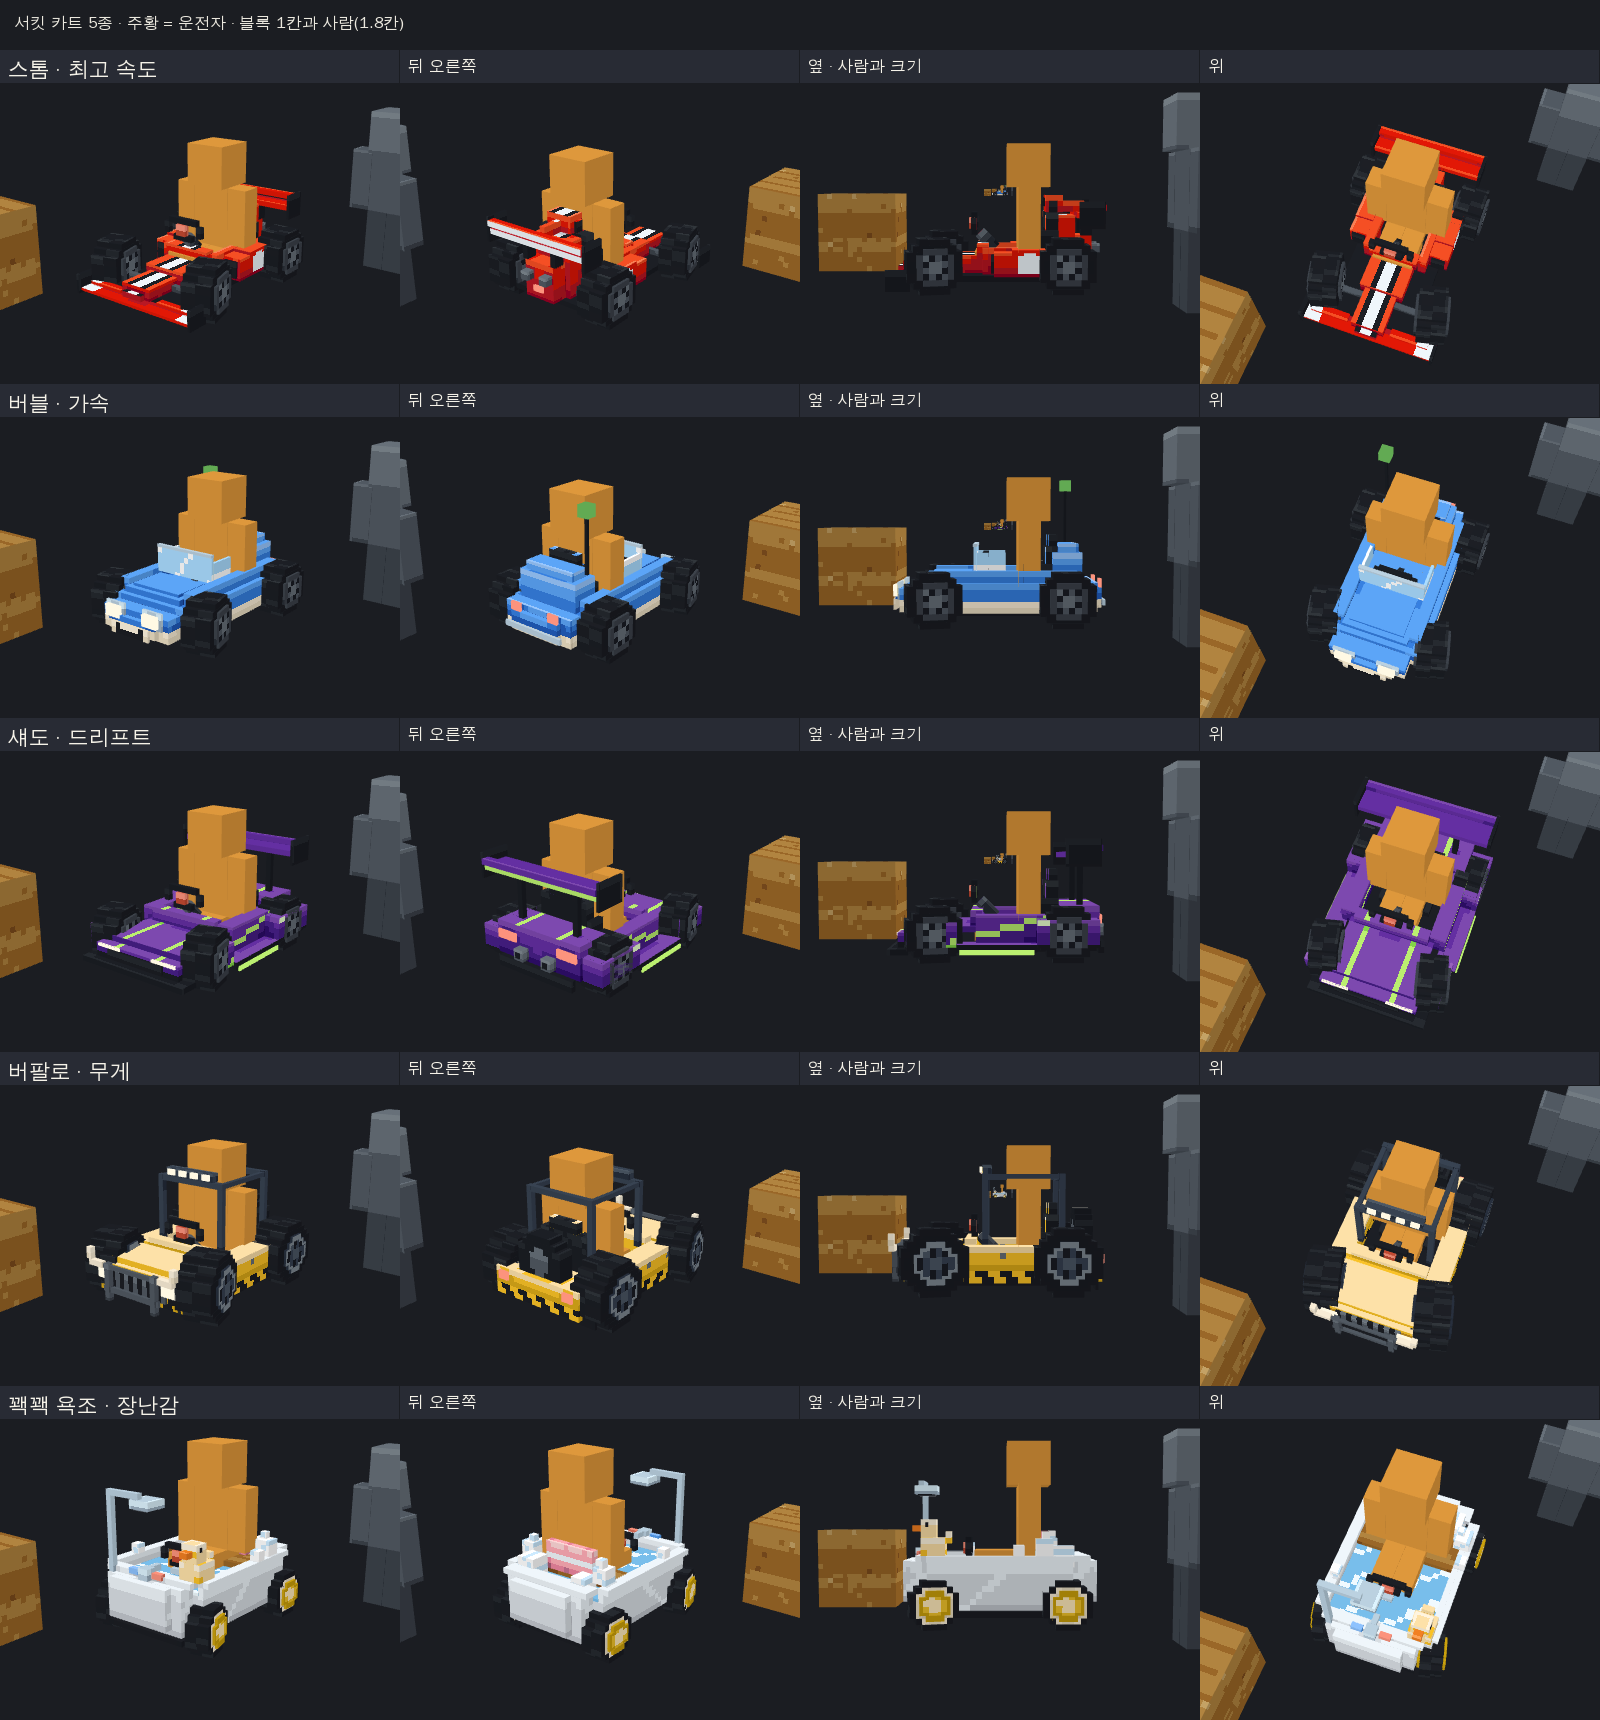 서킷 카트 5종 · 주황 = 운전자 · 블록 1칸과 사람(1.8칸)
스톰 · 최고 속도
뒤 오른쪽
옆 · 사람과 크기
위
버블 · 가속
뒤 오른쪽
옆 · 사람과 크기
위
섀도 · 드리프트
뒤 오른쪽
옆 · 사람과 크기
위
버팔로 · 무게
뒤 오른쪽
옆 · 사람과 크기
위
꽥꽥 욕조 · 장난감
뒤 오른쪽
옆 · 사람과 크기
위